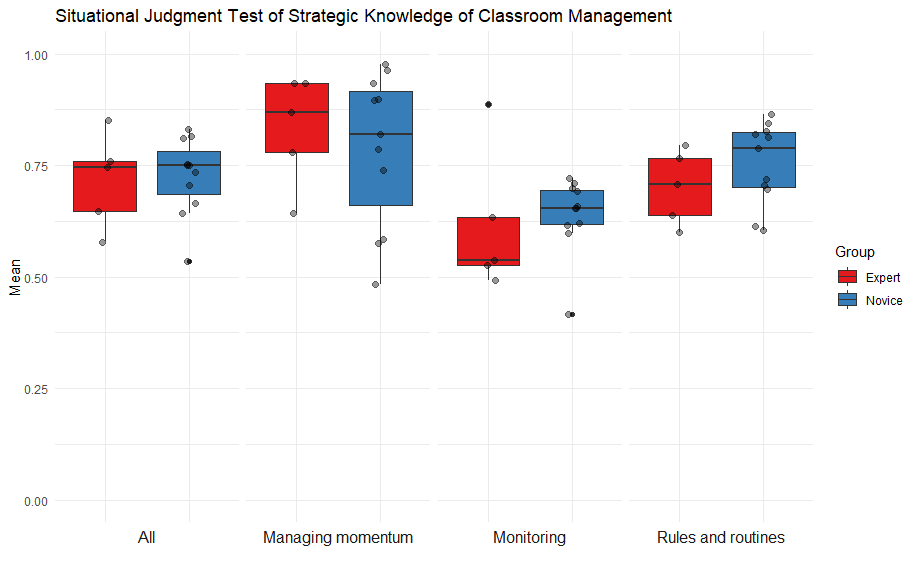 Situational Judgment Test of Strategic Knowledge of Classroom Management
1.00
0.75
0.50
0.25
0.00
Mean
All
Managing momentum
Monitoring
Rules and routines
Group
Expert
Novice